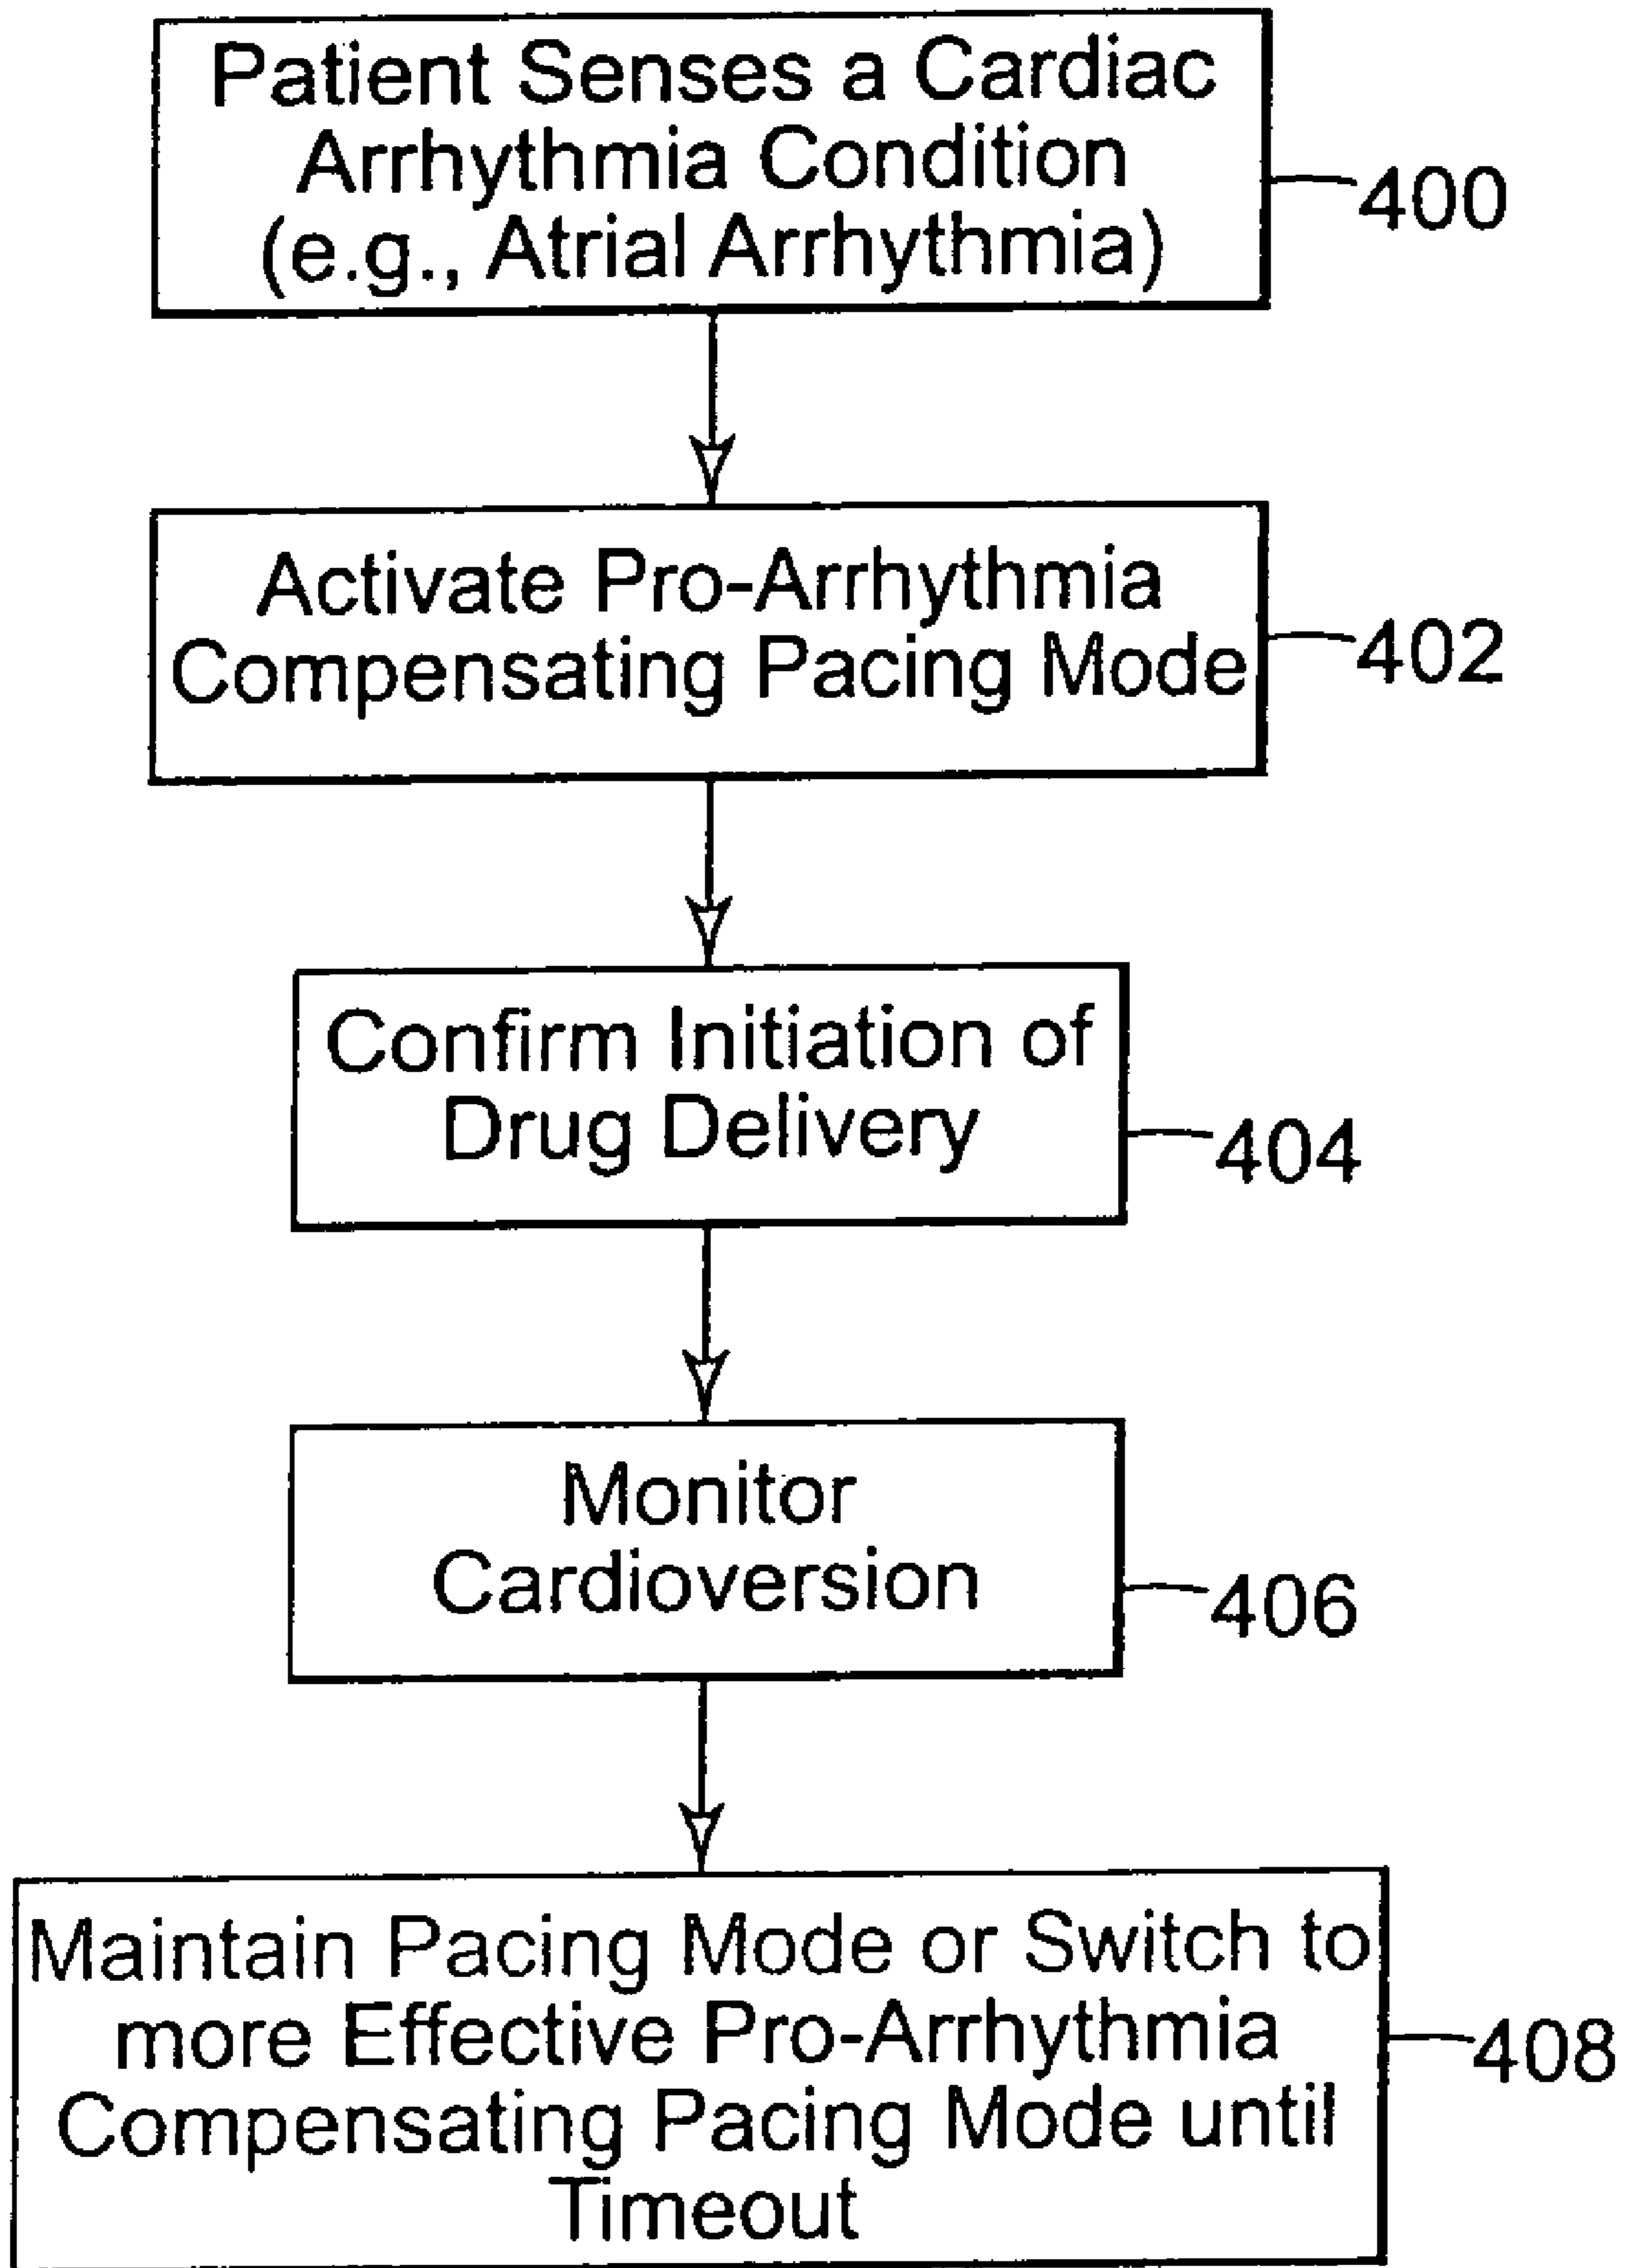 Patient Senses a Cardiac
Arrhythmia Condition
(e.g., Atrial Arrhythmia)
400
Activate Pro-Arrhythmia
Compensating Pacing Mode
402
Confirm Initiation of
Drug Delivery
404
Monitor
Cardioversion
406
Maintain Pacing Mode or Switch to
more Effective Pro-Arrhythmia
Compensating Pacing Mode until
Timeout
408